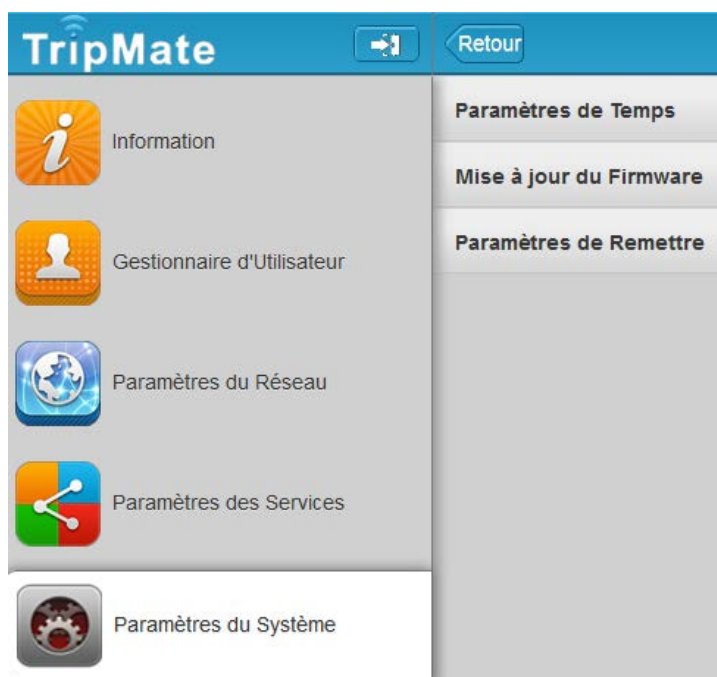 TripMate
Retour
Information
Gestionnaire d'Utilisateur
Paramètres du Réseau
Paramètres des Services
Paramètres du Système
Paramètres de Temps
Mise à jour du Firmware
Paramètres de Remettre